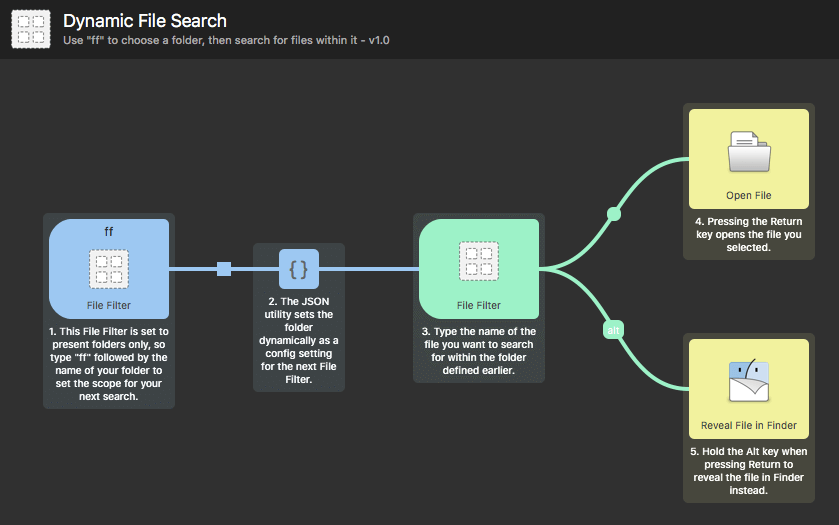 Dynamic File Search
Use "ff" to choose a folder, then search for files within it - v1.0
ff
File Filter
1. This File Filter is set to
present folders only, so
type "ff" followed by the
name of your folder to
set the scope for your
next search.
{ }
2. The JSON
utility sets the
folder
dynamically as a
config setting
for the next File
Filter.
File Filter
3. Type the name of the
file you want to search
for within the folder
defined earlier.
alt
Open File
4. Pressing the Return
key opens the file you
selected.
Reveal File in Finder
5. Hold the Alt key when
pressing Return to
reveal the file in Finder
instead.